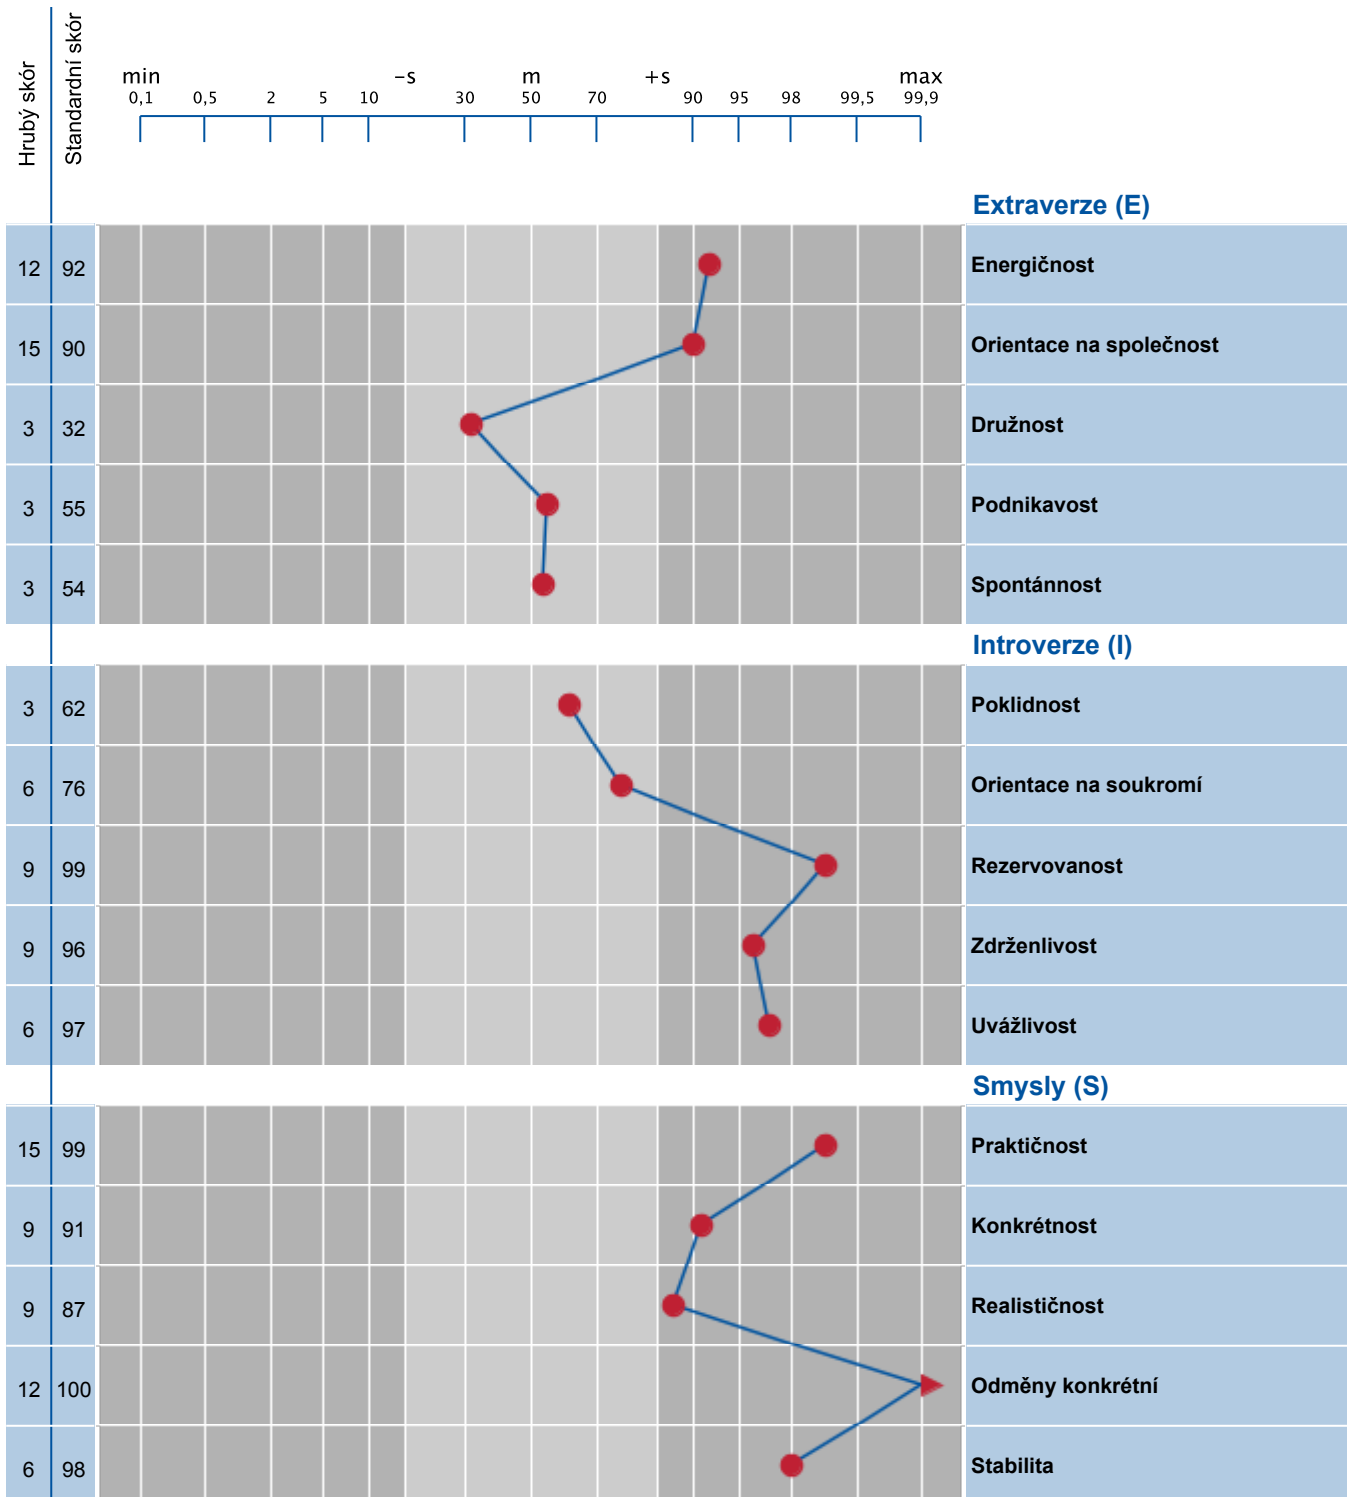 Hrubý skór
Standardní skór
min -s m +s max
0,1 0,5 2 5 10 30 50 70 90 95 98 99,5 99,9
Extraverze (E)
12 92 Energičnost
15 90 Orientace na společnost
3 32 Družnost
3 55 Podnikavost
3 54 Spontánnost
Introverze (I)
3 62 Poklidnost
6 76 Orientace na soukromí
9 99 Rezervovanost
9 96 Zdrženlivost
6 97 Uvážlivost
Smysly (S)
15 99 Praktičnost
9 91 Konkrétnost
9 87 Realističnost
12 100 Odměny konkrétní
6 98 Stabilita